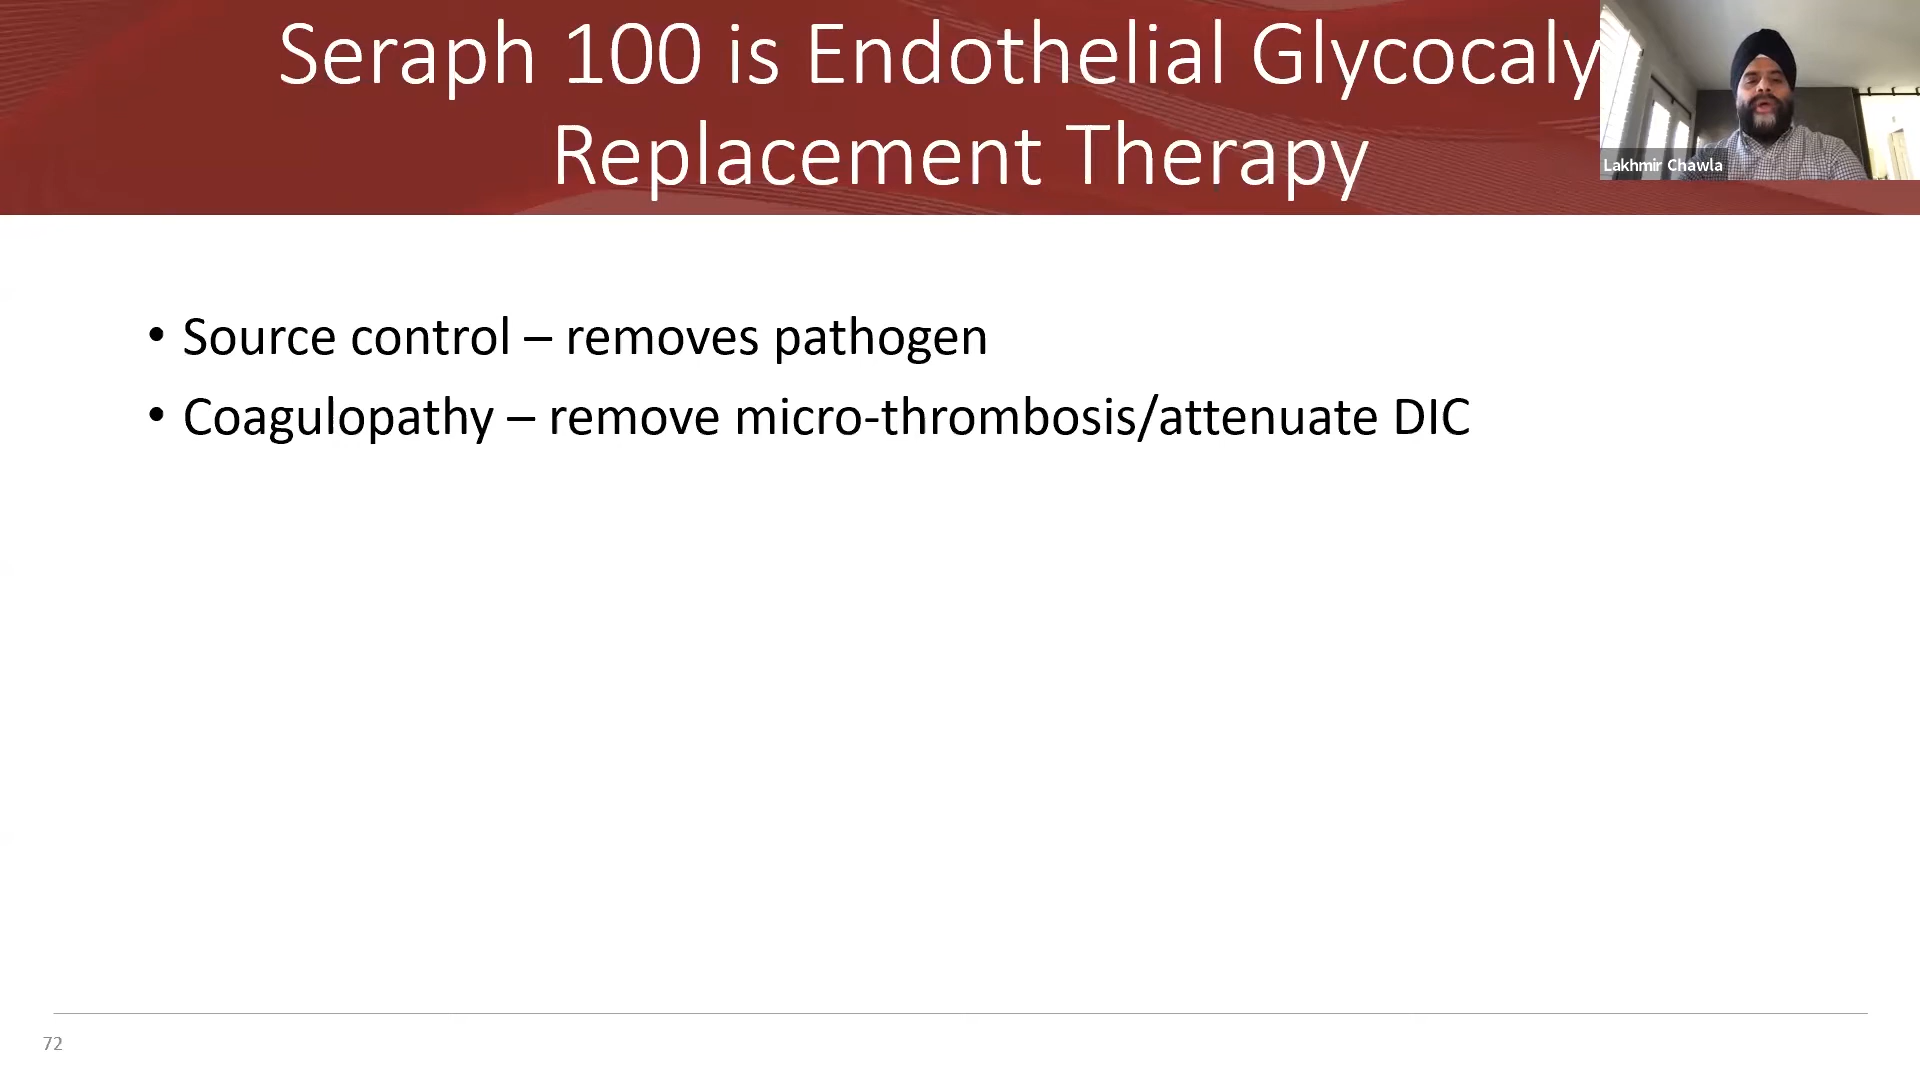 Seraph 100 is Endothelial Glycocaly
Replacement Therapy
Lakhmir Chawla
• Source control – removes pathogen
• Coagulopathy – remove micro-thrombosis/attenuate DIC
72